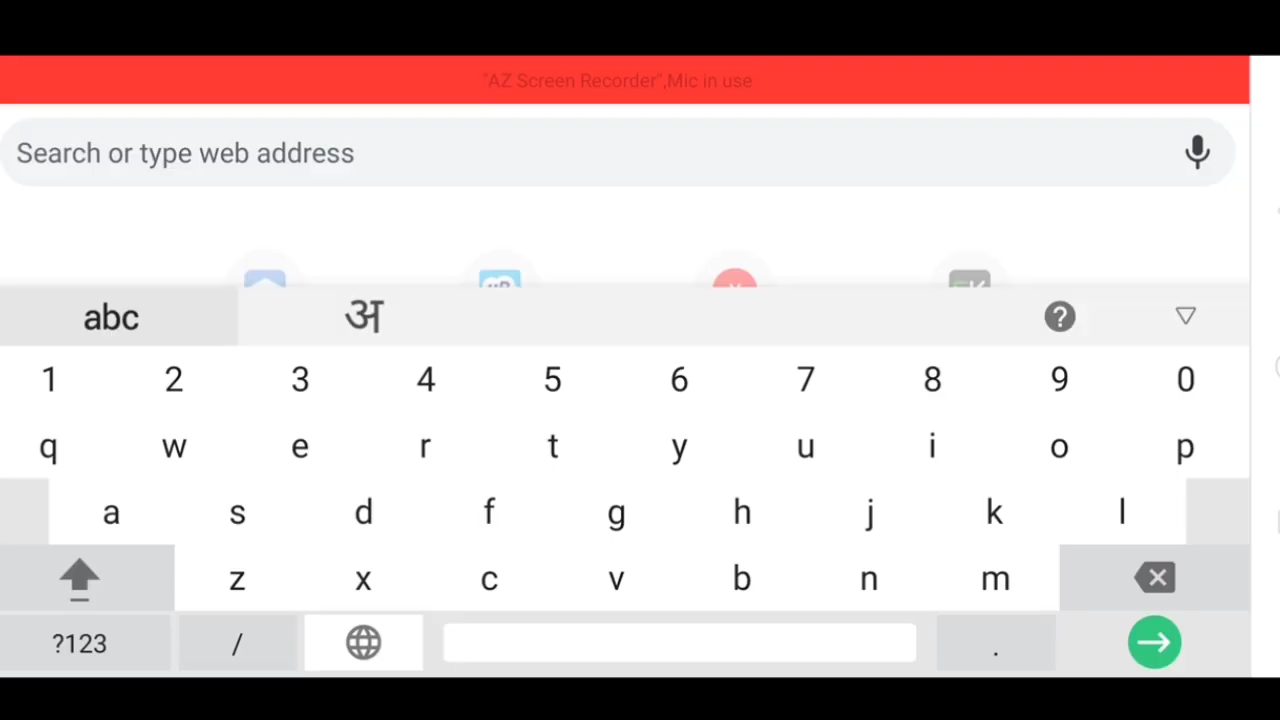 "AZ Screen Recorder",Mic in use
Search or type web address
abc अ ?
1 2 3 4 5 6 7 8 9 0
q w e r t y u i o p
a s d f g h j k l
z x c v b n m
?123 / .